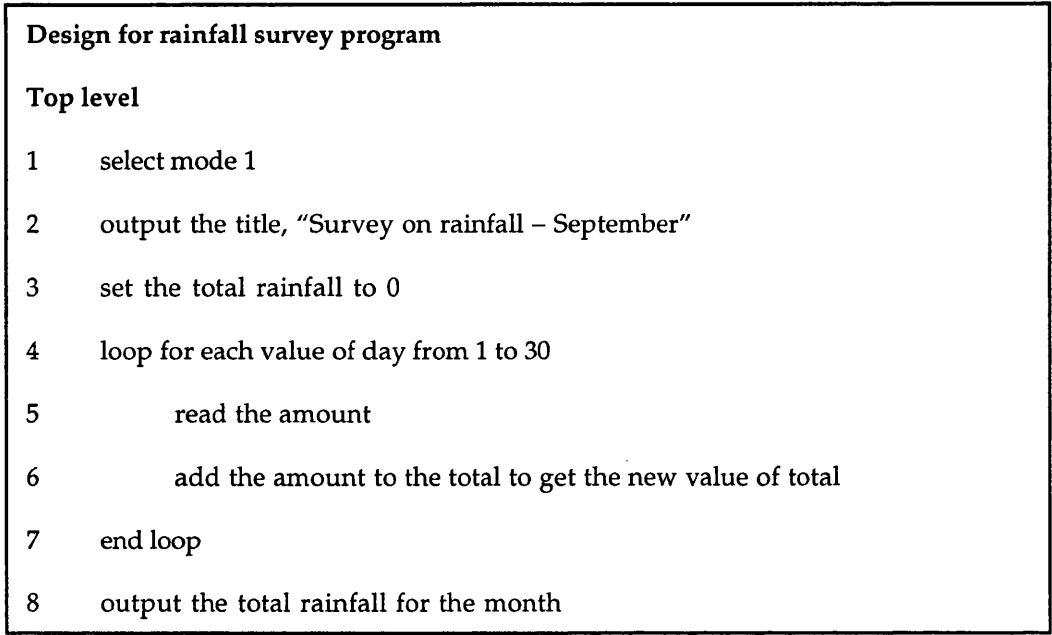 Design for rainfall survey program
Top level
1 select mode 1
2 output the title, “Survey on rainfall – September”
3 set the total rainfall to 0
4 loop for each value of day from 1 to 30
5 read the amount
6 add the amount to the total to get the new value of total
7 end loop
8 output the total rainfall for the month